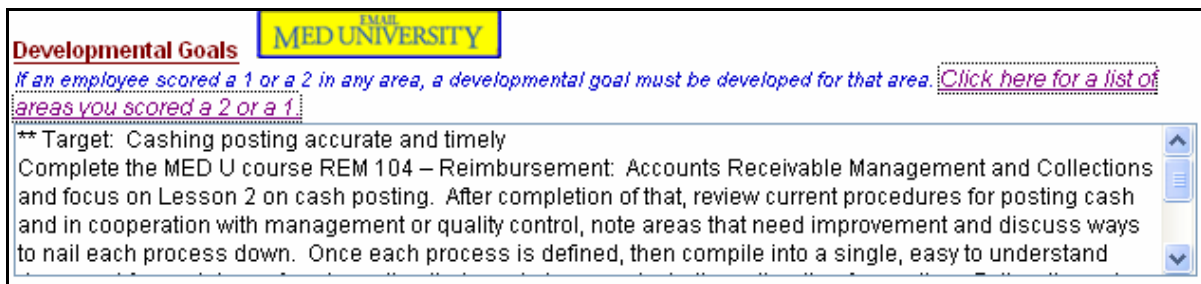 EMAIL
MED UNIVERSITY
Developmental Goals
If an employee scored a 1 or a 2 in any area, a developmental goal must be developed for that area. Click here for a list of
areas you scored a 2 or a 1.
** Target: Cashing posting accurate and timely
Complete the MED U course REM 104 – Reimbursement: Accounts Receivable Management and Collections
and focus on Lesson 2 on cash posting. After completion of that, review current procedures for posting cash
and in cooperation with management or quality control, note areas that need improvement and discuss ways
to nail each process down. Once each process is defined, then compile into a single, easy to understand